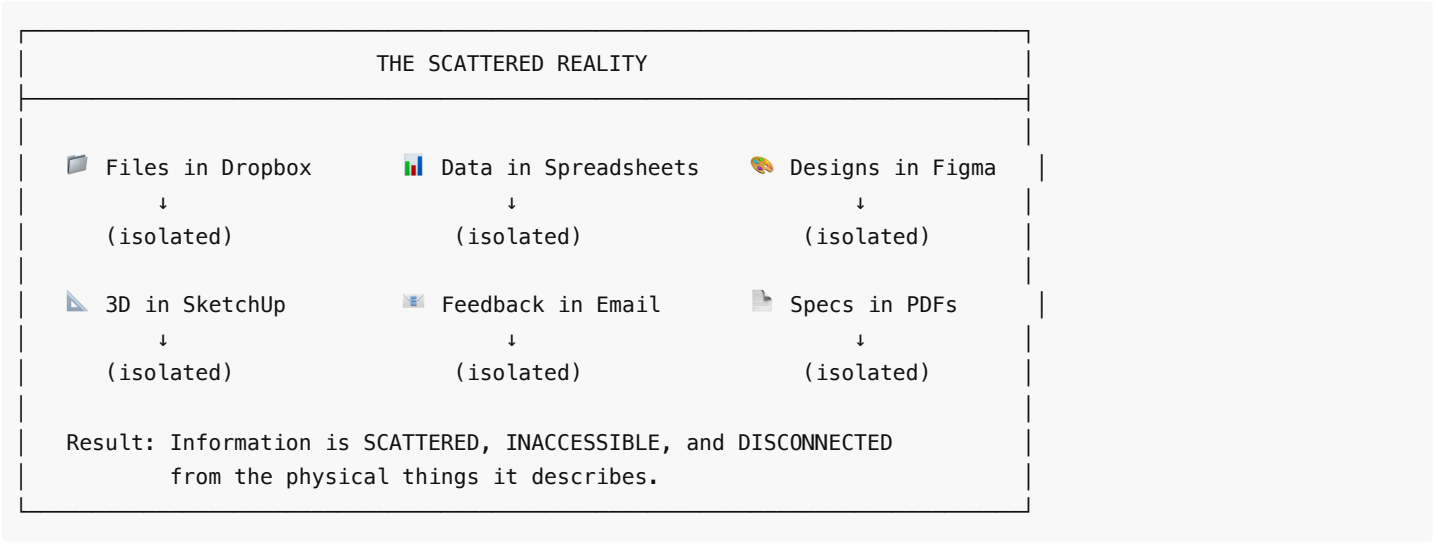 THE SCATTERED REALITY
📁 Files in Dropbox 📊 Data in Spreadsheets 🎨 Designs in Figma
↓ ↓ ↓
(isolated) (isolated) (isolated)
📐 3D in SketchUp 📧 Feedback in Email 📄 Specs in PDFs
↓ ↓ ↓
(isolated) (isolated) (isolated)
Result: Information is SCATTERED, INACCESSIBLE, and DISCONNECTED
from the physical things it describes.